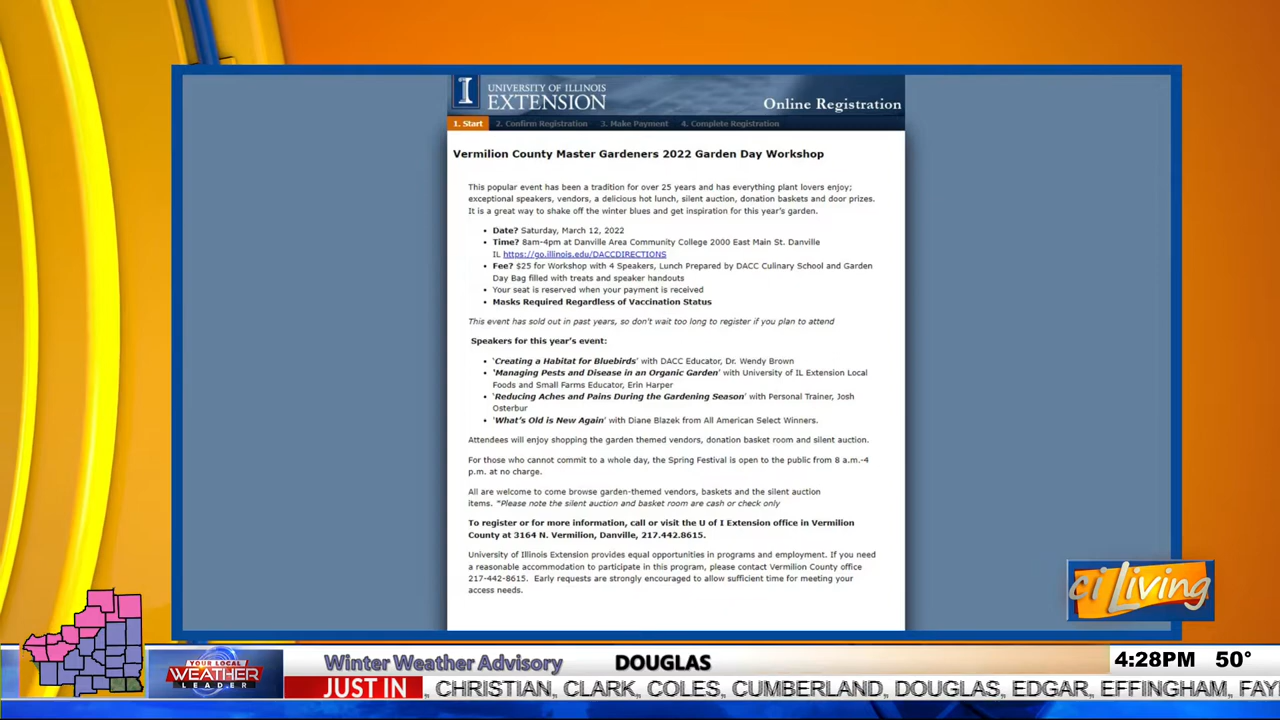 I UNIVERSITY OF ILLINOIS
EXTENSION
Online Registration
1. Start 2. Confirm Registration 3. Make Payment 4. Complete Registration
Vermilion County Master Gardeners 2022 Garden Day Workshop
This popular event has been a tradition for over 25 years and has everything plant lovers enjoy;
exceptional speakers, vendors, a delicious hot lunch, silent auction, donation baskets and door prizes.
It is a great way to shake off the winter blues and get inspiration for this year's garden.
• Date? Saturday, March 12, 2022
• Time? 8am-4pm at Danville Area Community College 2000 East Main St. Danville
IL https://go.illinois.edu/DACCDIRECTIONS
• Fee? $25 for Workshop with 4 Speakers, Lunch Prepared by DACC Culinary School and Garden
Day Bag filled with treats and speaker handouts
• Your seat is reserved when your payment is received
• Masks Required Regardless of Vaccination Status
This event has sold out in past years, so don't wait too long to register if you plan to attend
Speakers for this year's event:
• 'Creating a Habitat for Bluebirds' with DACC Educator, Dr. Wendy Brown
• 'Managing Pests and Disease in an Organic Garden' with University of IL Extension Local
Foods and Small Farms Educator, Erin Harper
• 'Reducing Aches and Pains During the Gardening Season' with Personal Trainer, Josh
Osterbur
• 'What's Old is New Again' with Diane Blazek from All American Select Winners.
Attendees will enjoy shopping the garden themed vendors, donation basket room and silent auction.
For those who cannot commit to a whole day, the Spring Festival is open to the public from 8 a.m.-4
p.m. at no charge.
All are welcome to come browse garden-themed vendors, baskets and the silent auction
items. *Please note the silent auction and basket room are cash or check only
To register or for more information, call or visit the U of I Extension office in Vermilion
County at 3164 N. Vermilion, Danville, 217.442.8615.
University of Illinois Extension provides equal opportunities in programs and employment. If you need
a reasonable accommodation to participate in this program, please contact Vermilion County office
217-442-8615. Early requests are strongly encouraged to allow sufficient time for meeting your
access needs.
ciLiving
YOUR LOCAL
WEATHER
LEADER
Winter Weather Advisory DOUGLAS
4:28PM 50°
JUST IN , CHRISTIAN, CLARK, COLES, CUMBERLAND, DOUGLAS, EDGAR, EFFINGHAM, FAY